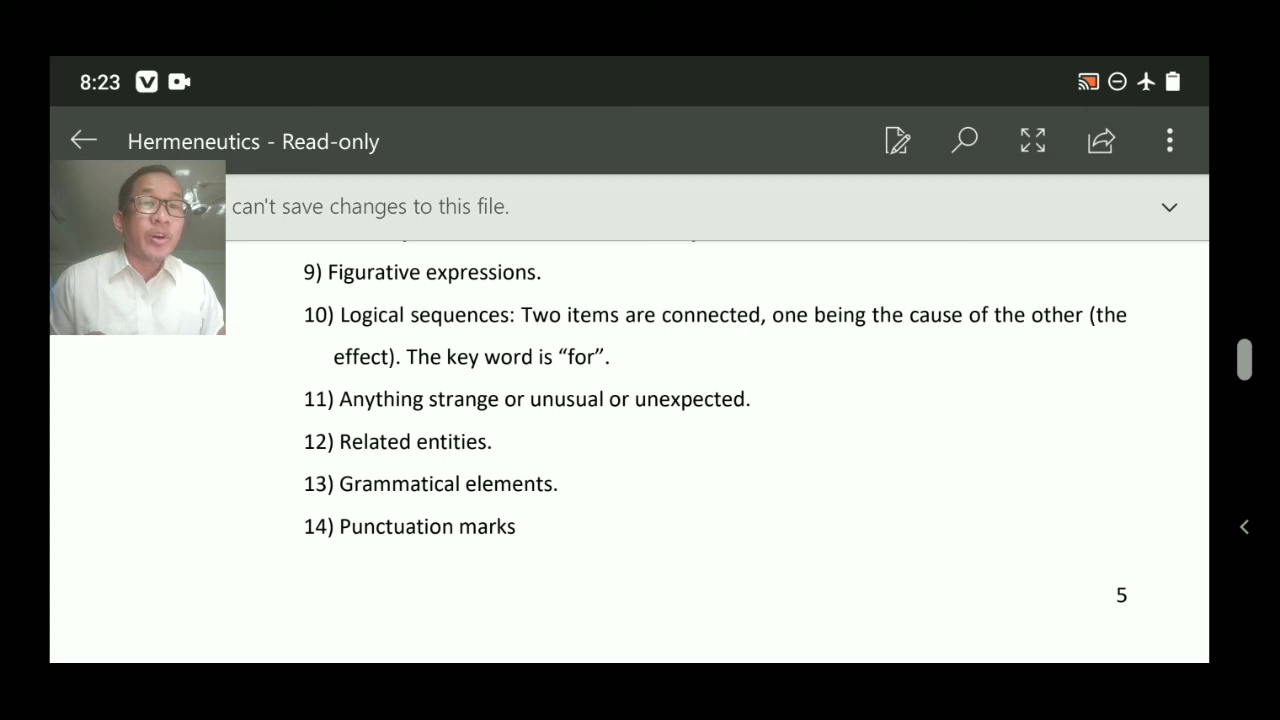 8:23
Hermeneutics - Read-only
can't save changes to this file.
9) Figurative expressions.
10) Logical sequences: Two items are connected, one being the cause of the other (the
effect). The key word is “for”.
11) Anything strange or unusual or unexpected.
12) Related entities.
13) Grammatical elements.
14) Punctuation marks
5